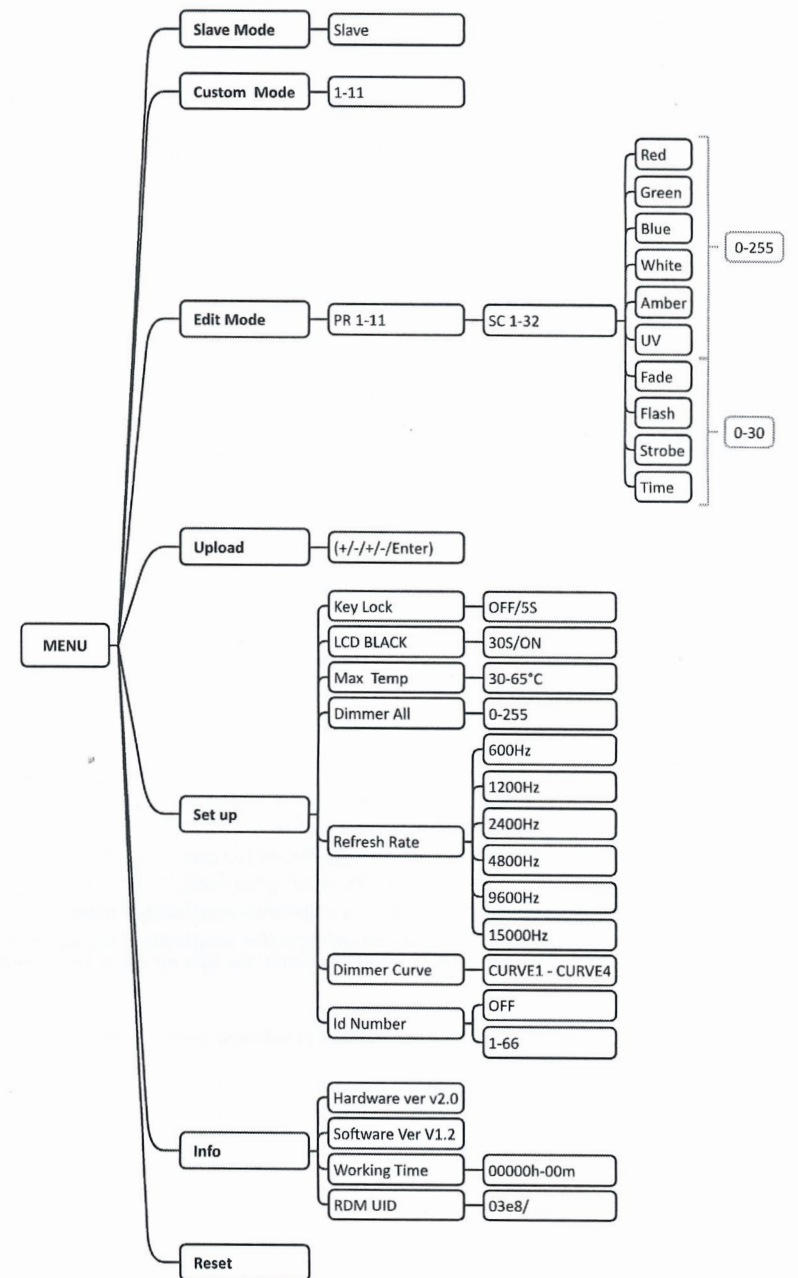 Slave Mode
Slave
Custom Mode
1-11
Edit Mode
PR 1-11
SC 1-32
Red
Green
Blue
White
Amber
UV
Fade
Flash
Strobe
Time
0-255
0-30
Upload
(+/-/+/-/Enter)
MENU
Set up
Key Lock
OFF/5S
LCD BLACK
30S/ON
Max Temp
30-65°C
Dimmer All
0-255
Refresh Rate
600Hz
1200Hz
2400Hz
4800Hz
9600Hz
15000Hz
Dimmer Curve
CURVE1 - CURVE4
Id Number
OFF
1-66
Info
Hardware ver v2.0
Software Ver V1.2
Working Time
00000h-00m
RDM UID
03e8/
Reset